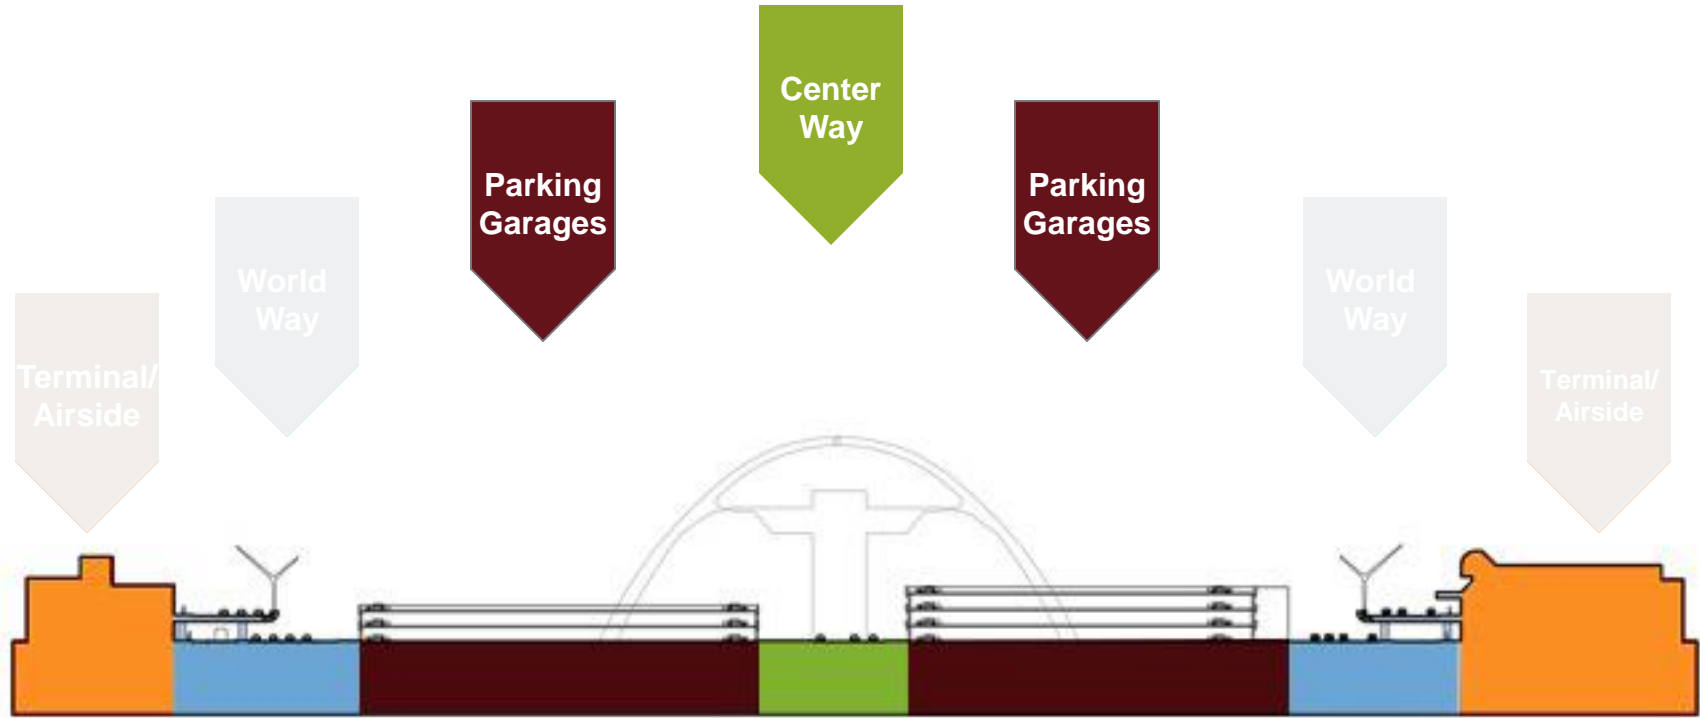 Center
Way
Parking
Garages
Parking
Garages
World
Way
World
Way
Terminal/
Airside
Terminal/
Airside